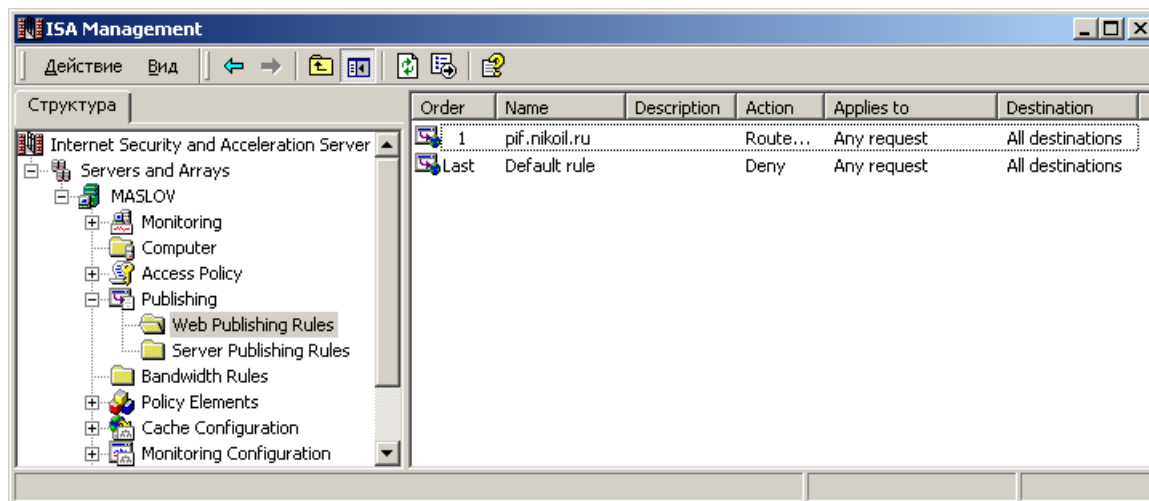 ISA Management
Действие Вид
Структура
Order Name Description Action Applies to Destination
1 pif.nikoil.ru Route... Any request All destinations
Last Default rule Deny Any request All destinations
Internet Security and Acceleration Server
Servers and Arrays
MASLOV
Monitoring
Computer
Access Policy
Publishing
Web Publishing Rules
Server Publishing Rules
Bandwidth Rules
Policy Elements
Cache Configuration
Monitoring Configuration